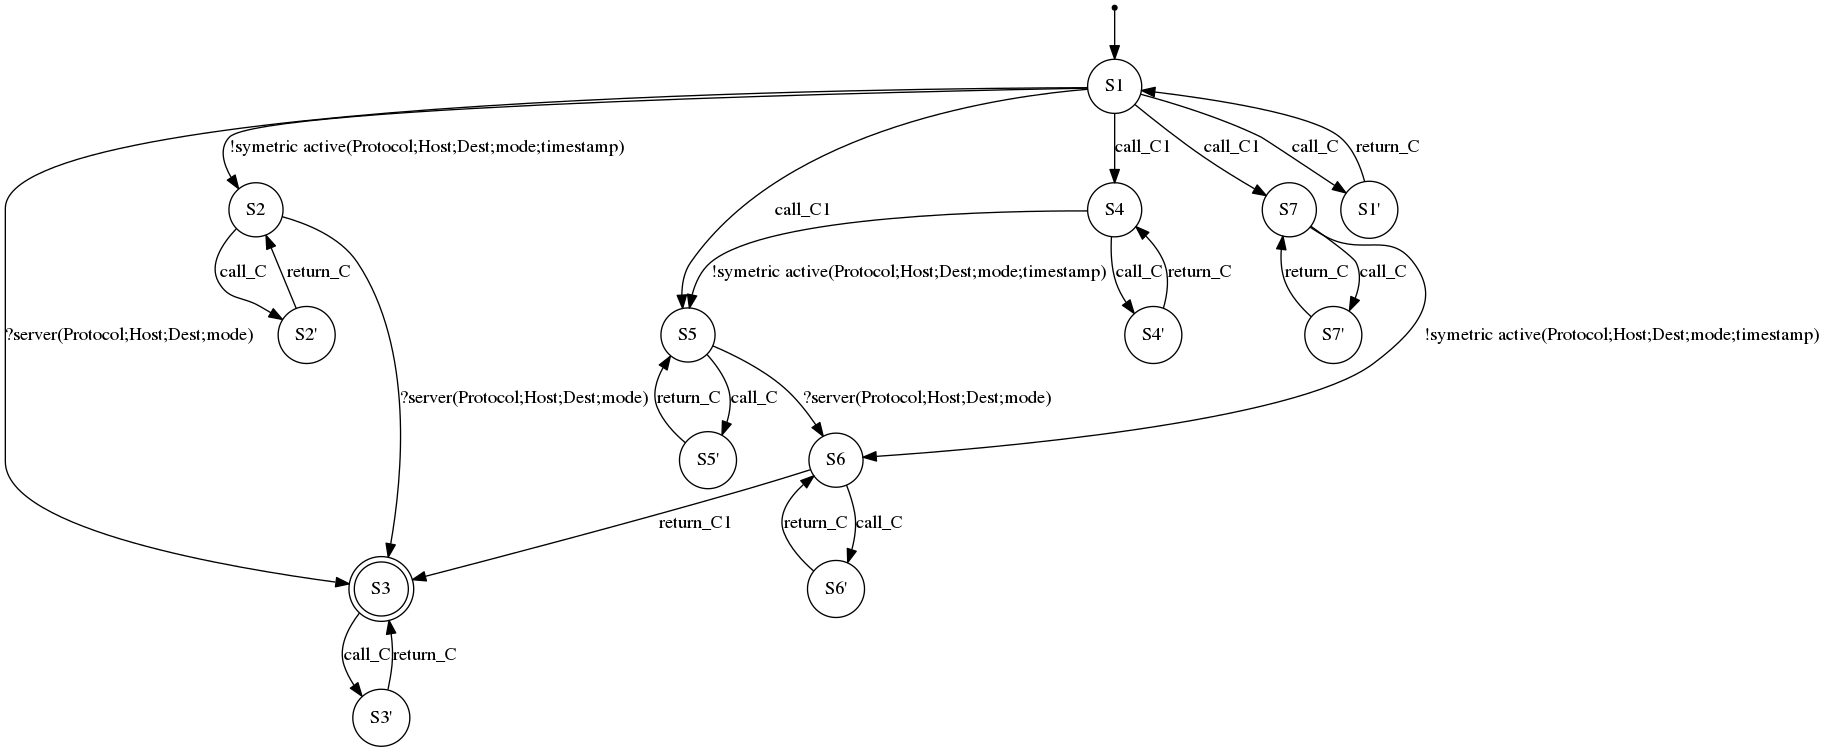 S1
!symetric active(Protocol;Host;Dest;mode;timestamp)
call_C1
call_C1
call_C
return_C
S2
call_C1
S4
S7
S1'
call_C
return_C
!symetric active(Protocol;Host;Dest;mode;timestamp)
call_C
return_C
return_C
call_C
?server(Protocol;Host;Dest;mode)
S2'
S5
S4'
S7'
!symetric active(Protocol;Host;Dest;mode;timestamp)
?server(Protocol;Host;Dest;mode)
return_C
call_C
?server(Protocol;Host;Dest;mode)
S5'
S6
return_C1
return_C
call_C
S3
S6'
call_C
return_C
S3'